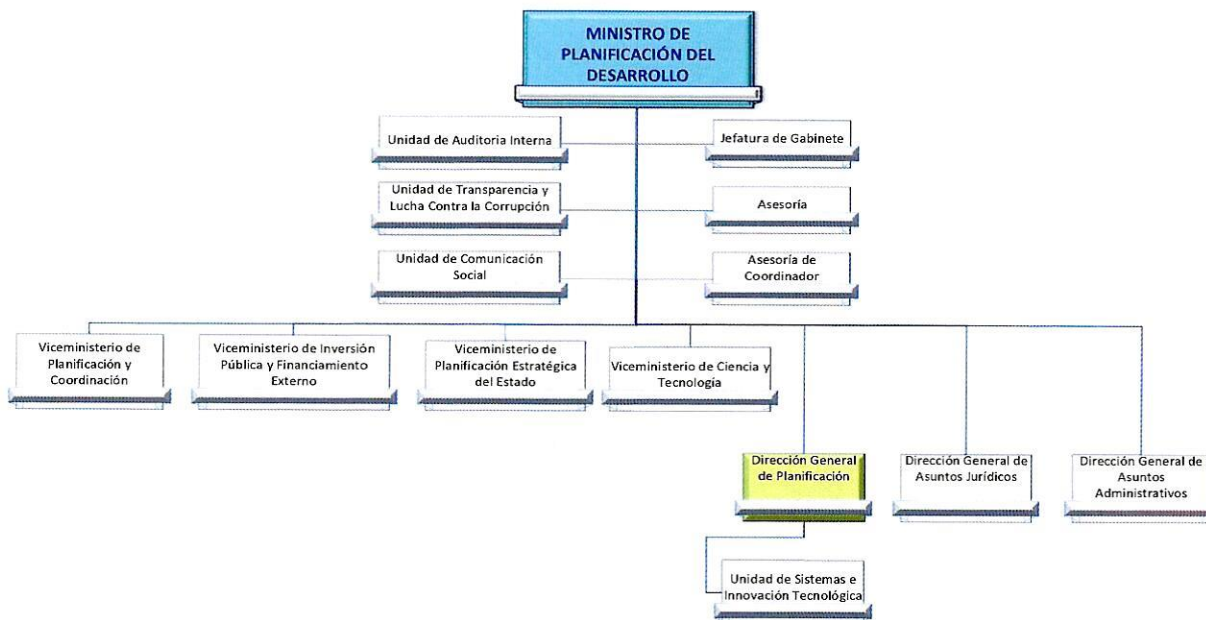 MINISTRO DE
PLANIFICACIÓN DEL
DESARROLLO
Unidad de Auditoria Interna
Jefatura de Gabinete
Unidad de Transparencia y
Lucha Contra la Corrupción
Asesoría
Unidad de Comunicación
Social
Asesoría de
Coordinador
Viceministerio de
Planificación y
Coordinación
Viceministerio de Inversión
Pública y Financiamiento
Externo
Viceministerio de
Planificación Estratégica
del Estado
Viceministerio de Ciencia y
Tecnología
Dirección General
de Planificación
Dirección General de
Asuntos Jurídicos
Dirección General de
Asuntos
Administrativos
Unidad de Sistemas e
Innovación Tecnológica